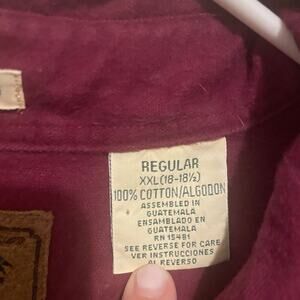 REGULAR
XXL(18-18½)
100% COTTON/ALGODON
ASSEMBLED IN
GUATEMALA
ENSAMBLADO EN
GUATEMALA
RN 15481
SEE REVERSE FOR CARE
VER INSTRUCCIONES
AL REVERSO